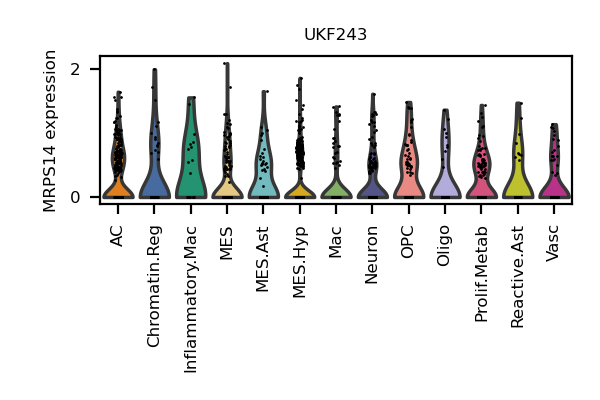 UKF243
MRPS14 expression
2
0
AC
Chromatin.Reg
Inflammatory.Mac
MES
MES.Ast
MES.Hyp
Mac
Neuron
OPC
Oligo
Prolif.Metab
Reactive.Ast
Vasc